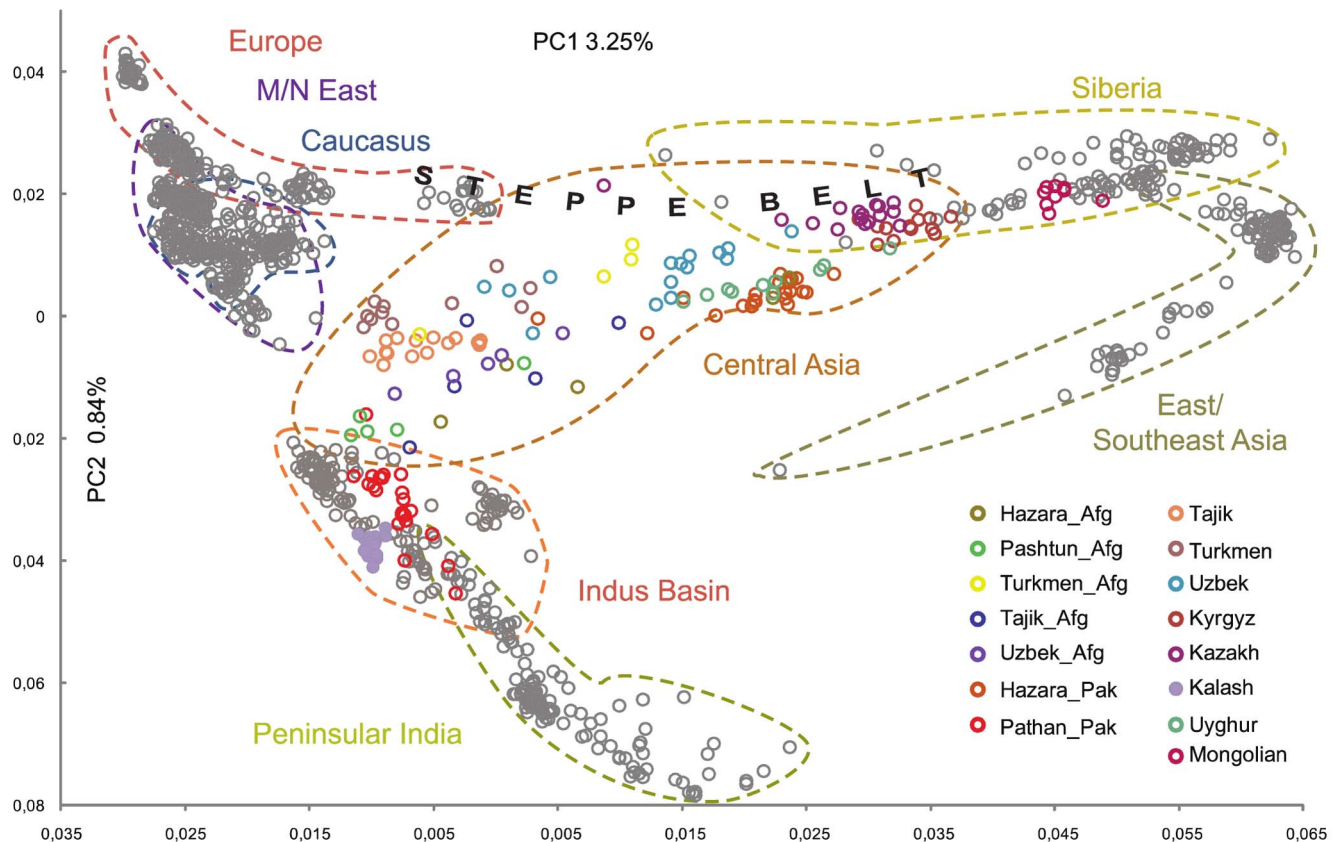 PC1 3.25%
Europe
M/N East
Caucasus
Siberia
STEPPE BELT
Central Asia
East/
Southeast Asia
Indus Basin
Peninsular India
PC2 0.84%
0,04
0,02
0
0,02
0,04
0,06
0,08
0,035 0,025 0,015 0,005 0,005 0,015 0,025 0,035 0,045 0,055 0,065
Hazara_Afg
Pashtun_Afg
Turkmen_Afg
Tajik_Afg
Uzbek_Afg
Hazara_Pak
Pathan_Pak
Tajik
Turkmen
Uzbek
Kyrgyz
Kazakh
Kalash
Uyghur
Mongolian